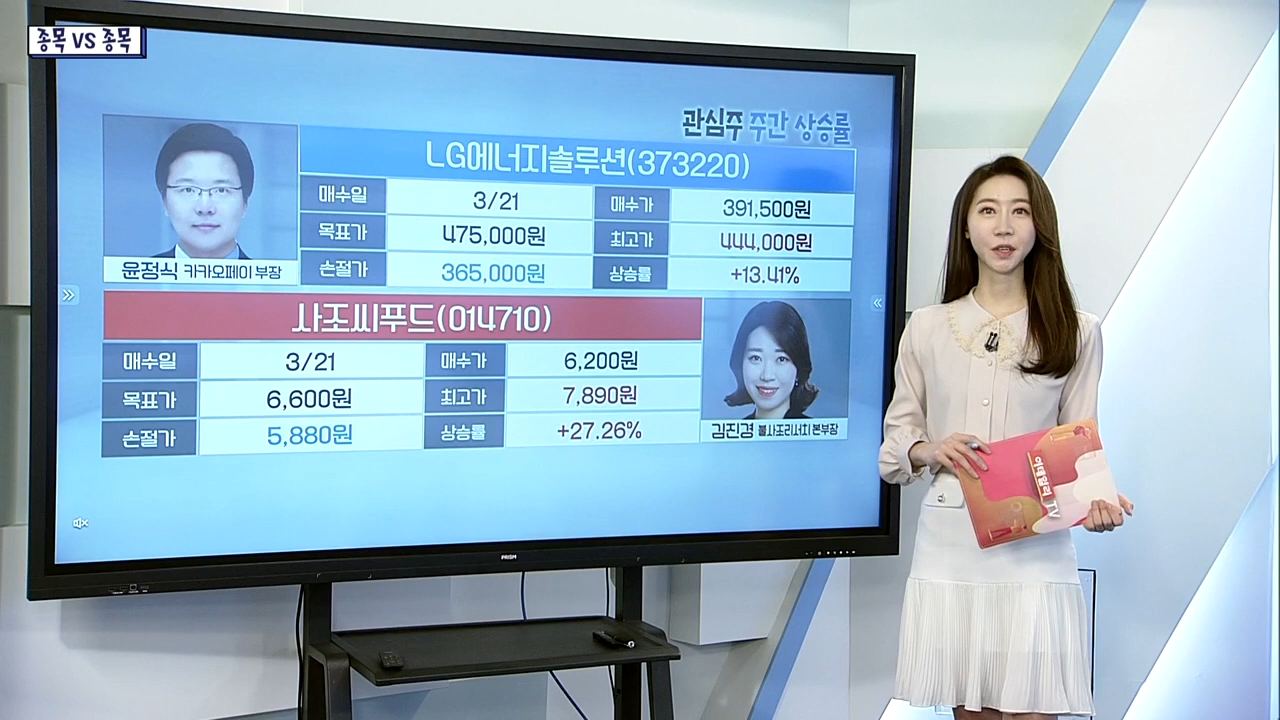 종목 VS 종목
관심주 주간 상승률
LG에너지솔루션(373220)
매수일 3/21 매수가 391,500원
목표가 475,000원 최고가 444,000원
손절가 365,000원 상승률 +13.41%
윤정식 카카오페이 부장
사조씨푸드(014710)
매수일 3/21 매수가 6,200원
목표가 6,600원 최고가 7,890원
손절가 5,880원 상승률 +27.26%
김진경 불사조리서치 본부장
PRISM
이데일리 TV